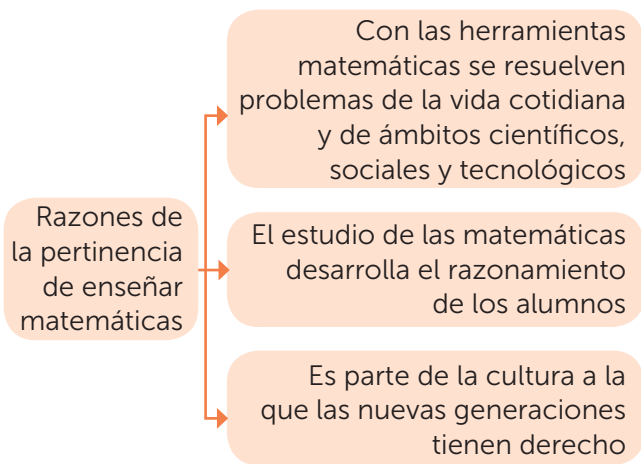 Razones de
la pertinencia
de enseñar
matemáticas
Con las herramientas
matemáticas se resuelven
problemas de la vida cotidiana
y de ámbitos científicos,
sociales y tecnológicos
El estudio de las matemáticas
desarrolla el razonamiento
de los alumnos
Es parte de la cultura a la
que las nuevas generaciones
tienen derecho